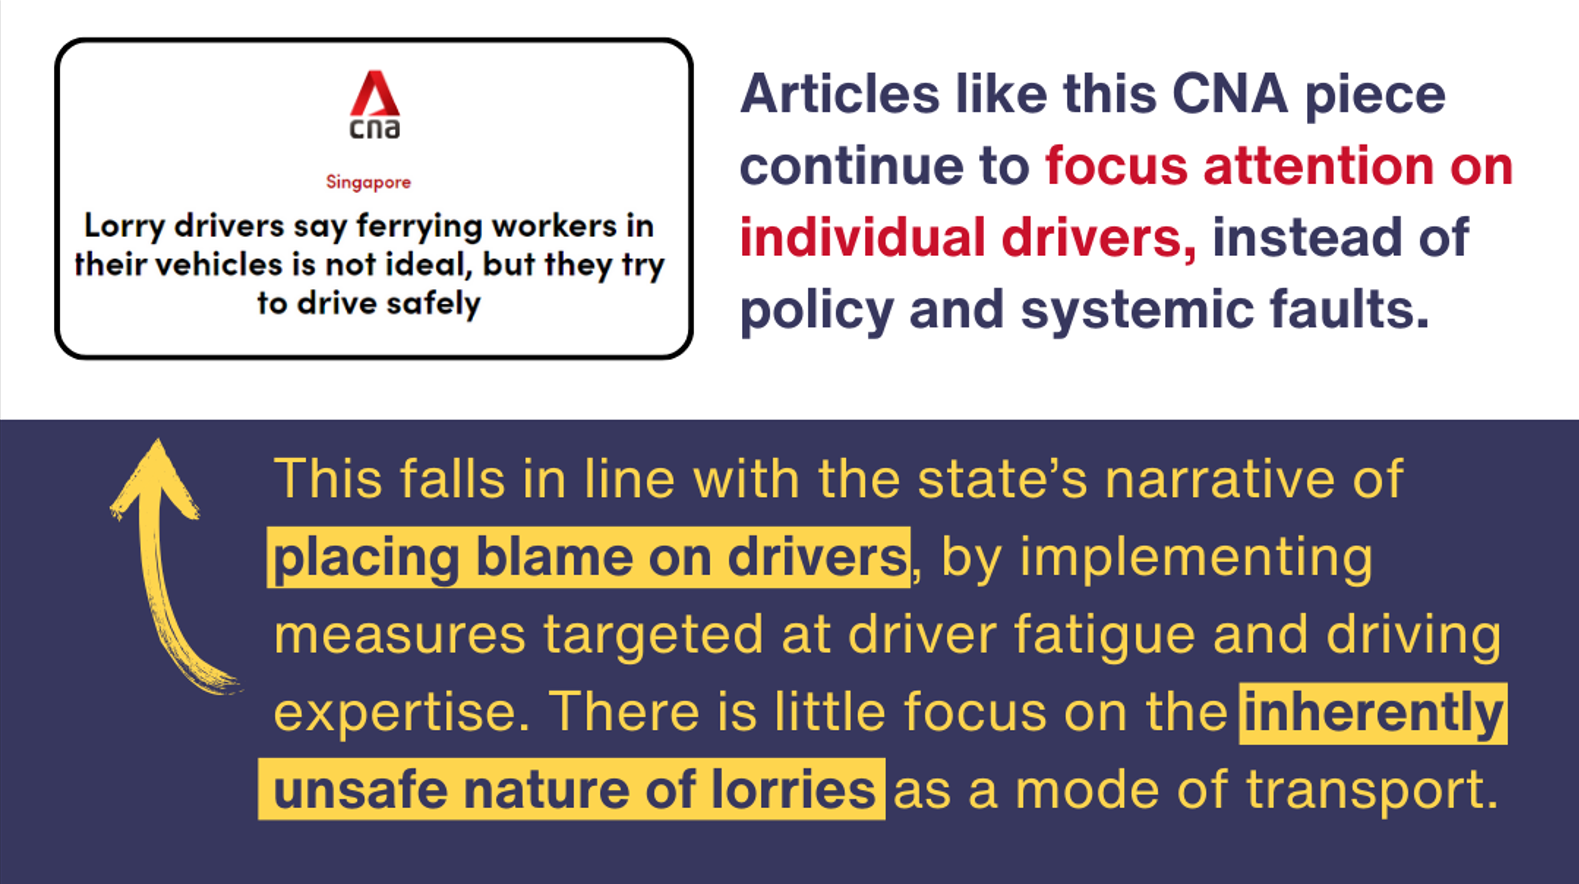 cna
Singapore
Lorry drivers say ferrying workers in
their vehicles is not ideal, but they try
to drive safely
Articles like this CNA piece
continue to focus attention on
individual drivers, instead of
policy and systemic faults.
This falls in line with the state’s narrative of
placing blame on drivers, by implementing
measures targeted at driver fatigue and driving
expertise. There is little focus on the inherently
unsafe nature of lorries as a mode of transport.